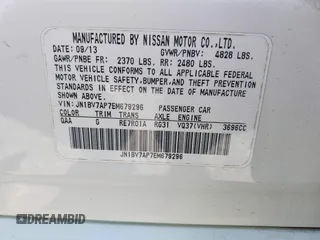 MANUFACTURED BY NISSAN MOTOR CO.,LTD.
DATE: 08/13 GVWR/PNBV: 4828 LBS.
GAWR/PNBE FR: 2370 LBS. RR: 2480 LBS.
THIS VEHICLE CONFORMS TO ALL APPLICABLE FEDERAL
MOTOR VEHICLE SAFETY,BUMPER,AND THEFT PREVENTION
STANDARDS IN EFFECT ON THE DATE OF MANUFACTURE
SHOWN ABOVE.
VIN: JN1BV7AP7EM679296 PASSENGER CAR
COLOR TRIM TRANS AXLE ENGINE
QAA G RE7R01A RG31 VQ37(VHR) 3696CC
JN1BV7AP7EM679296
DREAMBID